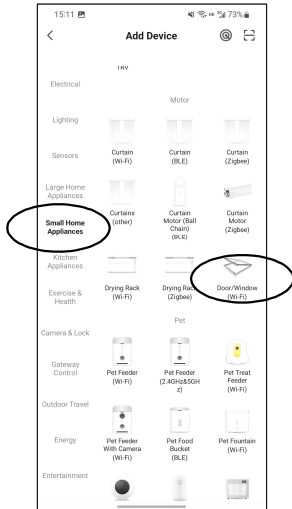 15:11
73%
Add Device
THV
Electrical
Lighting
Sensors
Large Home
Appliances
Small Home
Appliances
Kitchen
Appliances
Exercise &
Health
Camera & Lock
Gateway
Control
Outdoor Travel
Energy
Entertainment
Motor
Curtain
(Wi-Fi)
Curtain
(BLE)
Curtain
(Zigbee)
Curtains
(other)
Curtain
Motor (Ball
Chain)
(BLE)
Curtain
Motor
(Zigbee)
Drying Rack
(Wi-Fi)
Drying Rack
(Zigbee)
Door/Window
(Wi-Fi)
Pet
Pet Feeder
(Wi-Fi)
Pet Feeder
(2.4GHz&5GH
z)
Pet Treat
Feeder
(Wi-Fi)
Pet Feeder
With Camera
(Wi-Fi)
Pet Food
Bucket
(BLE)
Pet Fountain
(Wi-Fi)